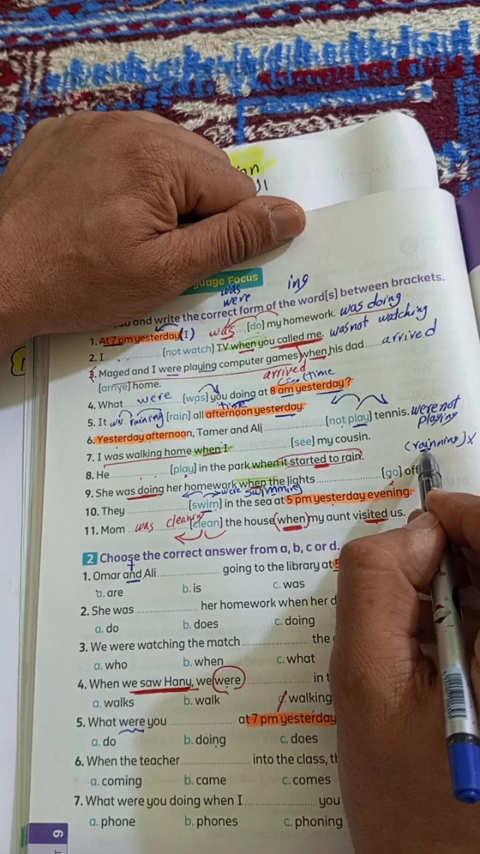 guage Focus
was
were
ing
and write the correct form of the word(s) between brackets.
1. At 7 pm yesterday (I) was [do] my homework. was doing
2. I [not watch] TV when you called me. was not watching
3. Maged and I were playing computer games when his dad arrived
[arrive] home. arrived
4. What were [was] you doing at 8 am yesterday? time
5. It was raining [rain] all afternoon yesterday. time
6. Yesterday afternoon, Tamer and Ali [not play] tennis. were not playing
7. I was walking home when I [see] my cousin.
(rainning) X
8. He [play] in the park when it started to rain.
9. She was doing her homework when the lights [go] off
10. They were swimming [swim] in the sea at 5 pm yesterday evening.
11. Mom was cleaning [clean] the house (when) my aunt visited us.
2 Choose the correct answer from a, b, c or d.
1. Omar and Ali going to the library at 5
b. are b. is c. was
2. She was her homework when her d
a. do b. does c. doing
3. We were watching the match the
a. who b. when c. what
4. When we saw Hany, we were in t
a. walks b. walk c. walking
5. What were you at 7 pm yesterday
a. do b. doing c. does
6. When the teacher into the class, t
a. coming b. came c. comes
7. What were you doing when I you
a. phone b. phones c. phoning
9